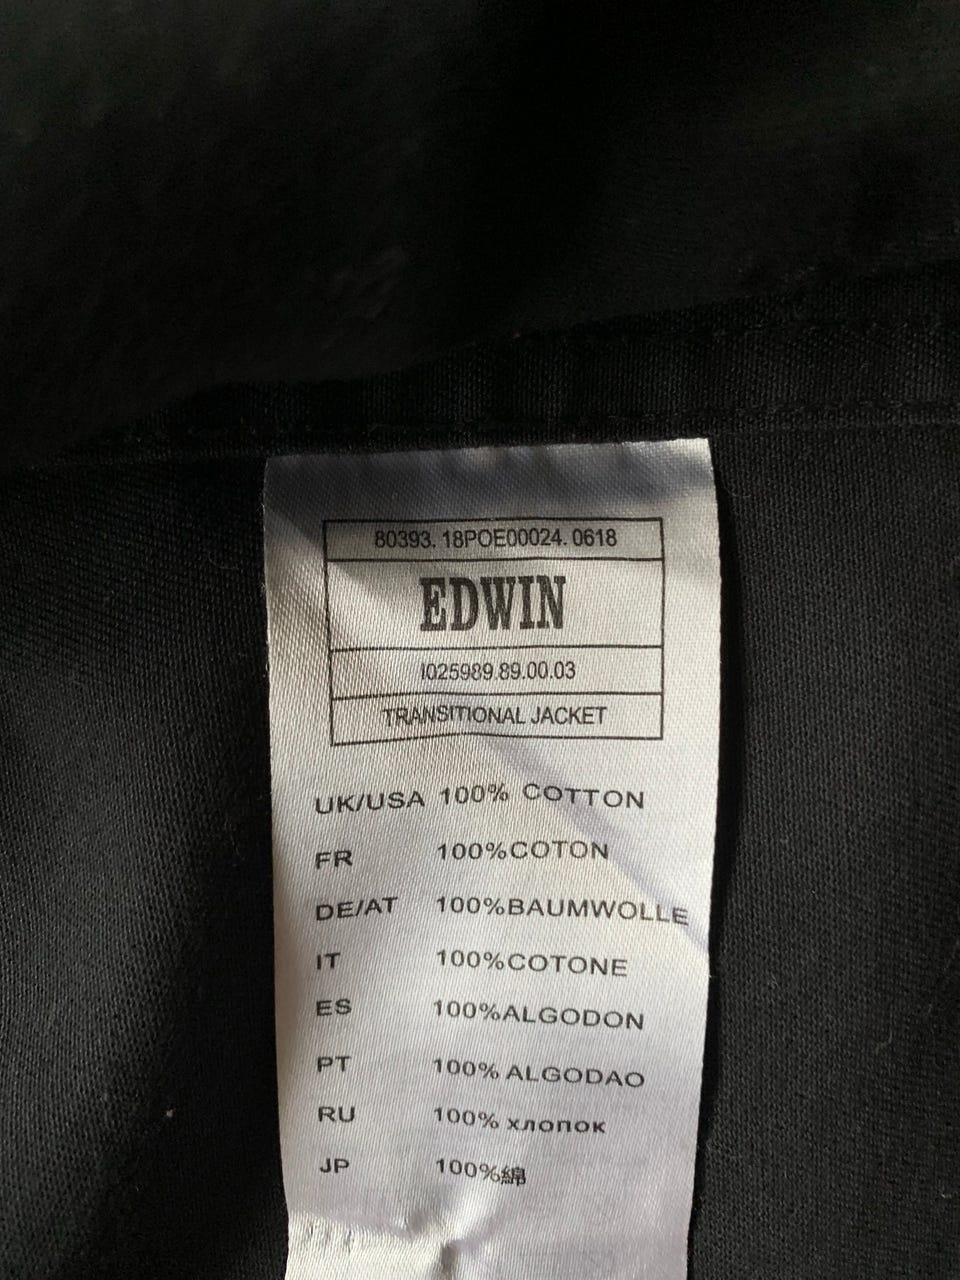 80393. 18POE00024. 0618
EDWIN
I025989.89.00.03
TRANSITIONAL JACKET
UK/USA 100% COTTON
FR 100%COTON
DE/AT 100%BAUMWOLLE
IT 100%COTONE
ES 100%ALGODON
PT 100% ALGODAO
RU 100% хлопок
JP 100%綿